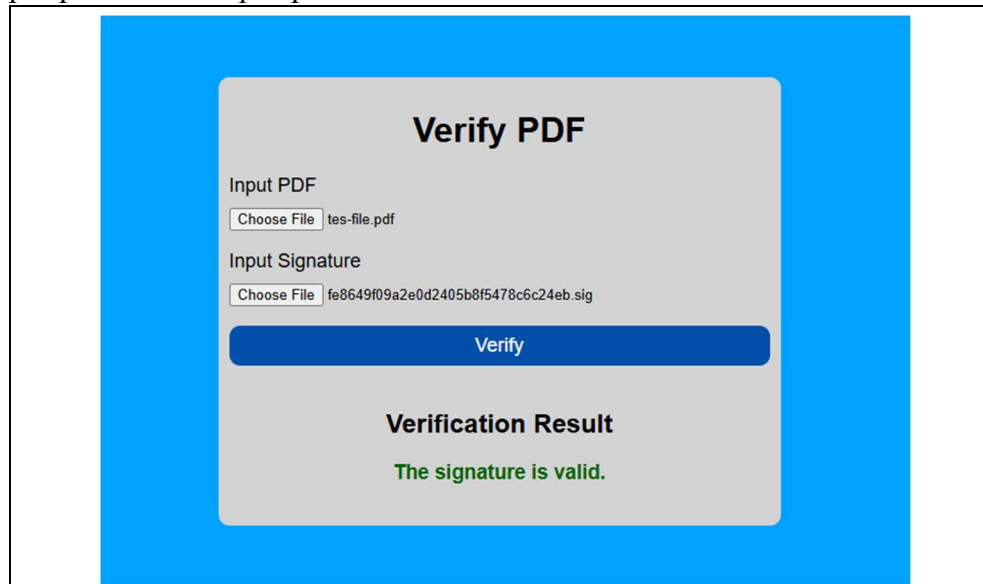 Verify PDF
Input PDF
Choose File tes-file.pdf
Input Signature
Choose File fe8649f09a2e0d2405b8f5478c6c24eb.sig
Verify
Verification Result
The signature is valid.